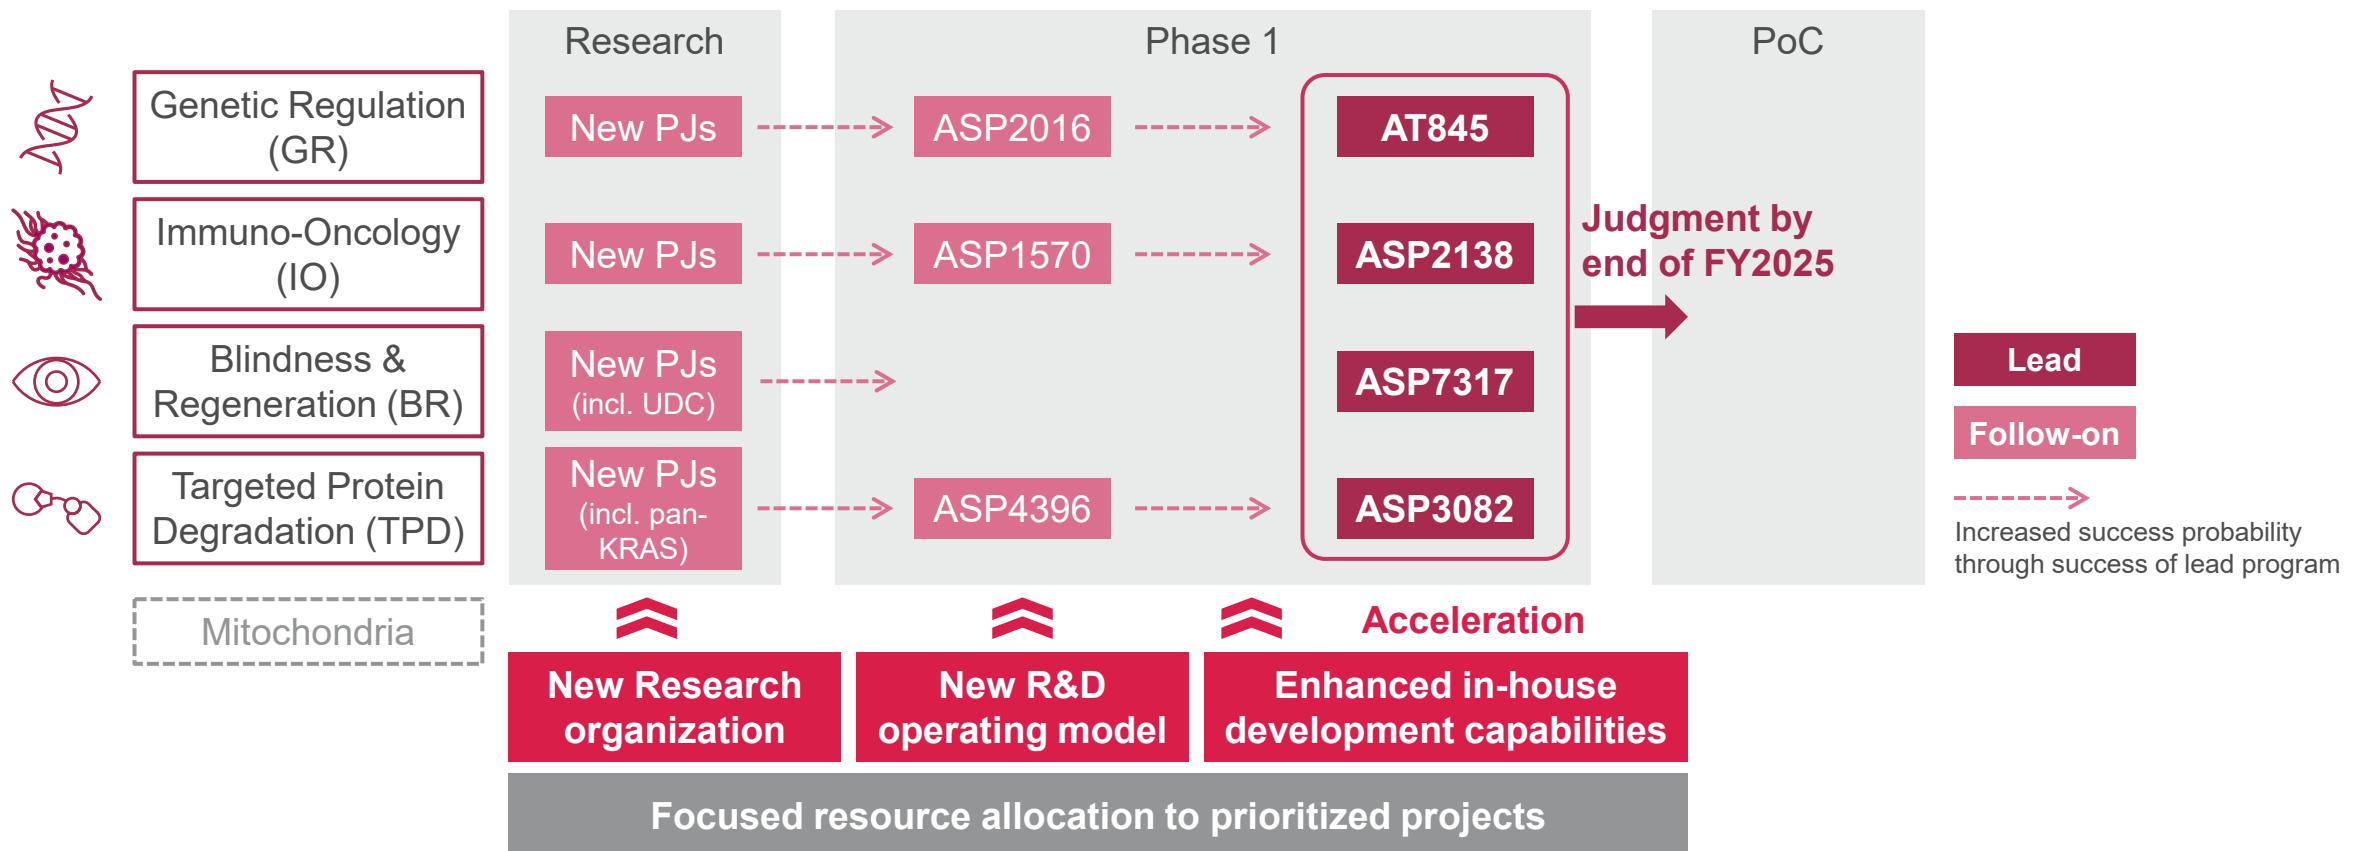 Research
Phase 1
PoC
Genetic Regulation
(GR)
New PJs
ASP2016
AT845
Immuno-Oncology
(IO)
New PJs
ASP1570
ASP2138
Judgment by
end of FY2025
Blindness &
Regeneration (BR)
New PJs
(incl. UDC)
ASP7317
Targeted Protein
Degradation (TPD)
New PJs
(incl. pan-
KRAS)
ASP4396
ASP3082
Lead
Follow-on
Increased success probability
through success of lead program
Mitochondria
Acceleration
New Research
organization
New R&D
operating model
Enhanced in-house
development capabilities
Focused resource allocation to prioritized projects